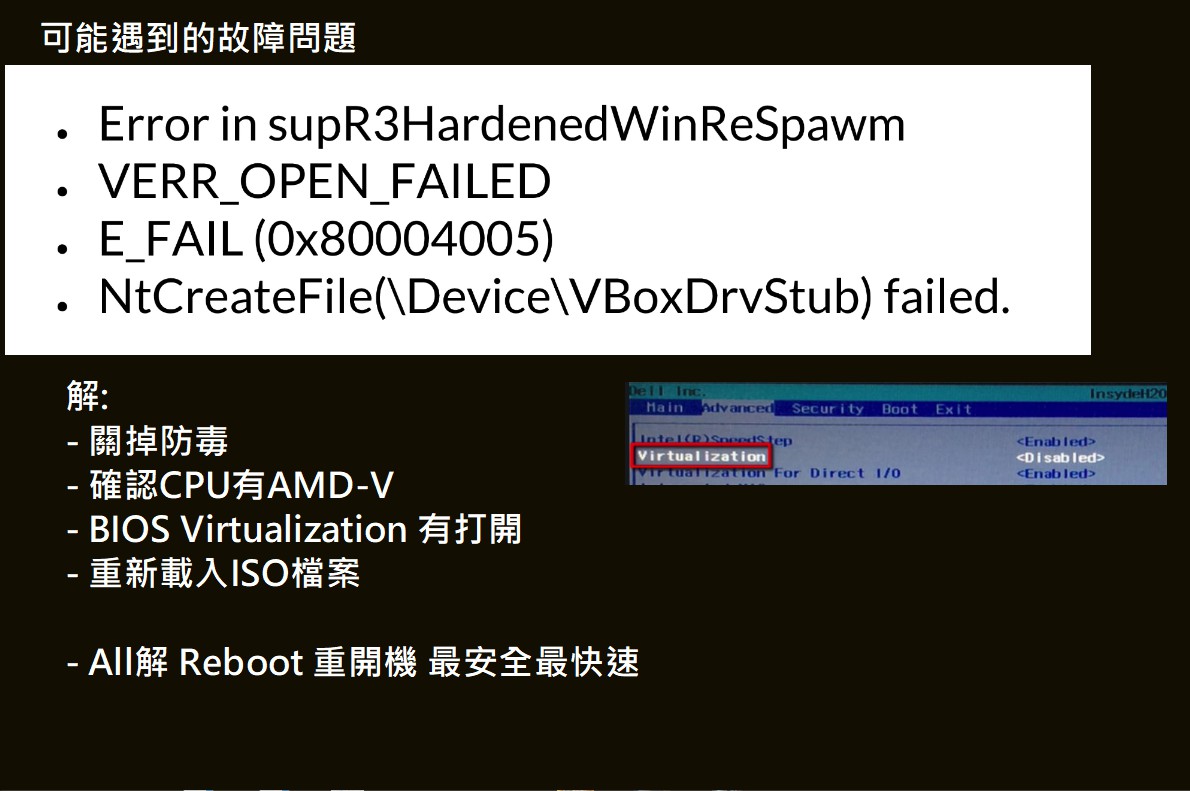 可能遇到的故障問題
• Error in supR3HardenedWinReSpawm
• VERR_OPEN_FAILED
• E_FAIL (0x80004005)
• NtCreateFile(\Device\VBoxDrvStub) failed.
解:
- 關掉防毒
- 確認CPU有AMD-V
- BIOS Virtualization 有打開
- 重新載入ISO檔案
- All解 Reboot 重開機 最安全最快速
Dell Inc. InsydeH20
Main Advanced Security Boot Exit
Intel(R)SpeedStep <Enabled>
Virtualization <Disabled>
Virtualization For Direct I/O <Enabled>